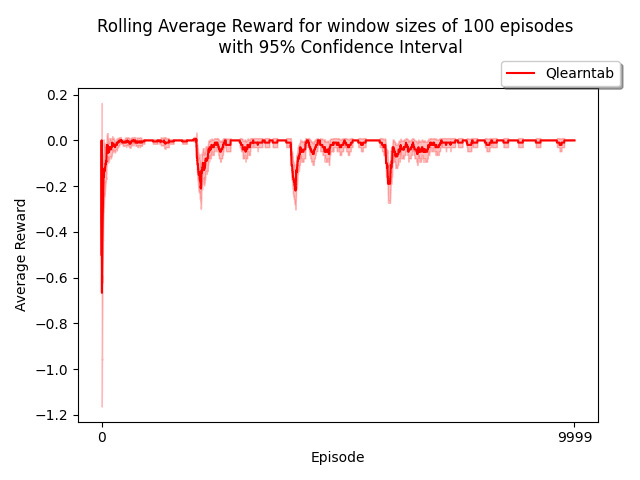 Rolling Average Reward for window sizes of 100 episodes
with 95% Confidence Interval
Qlearntab
0.2
0.0
−0.2
−0.4
−0.6
−0.8
−1.0
−1.2
Average Reward
0
9999
Episode